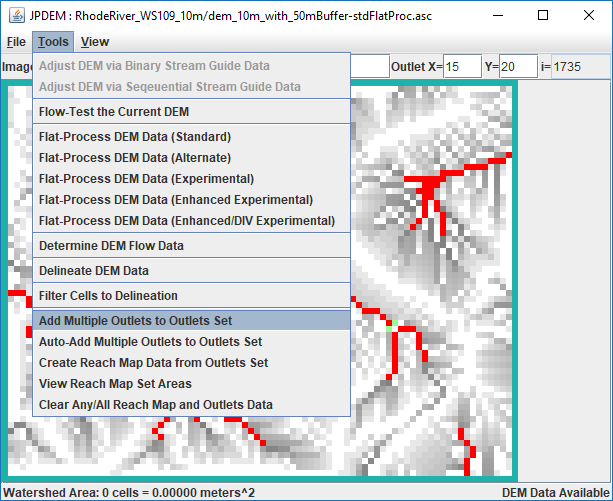 JPDEM : RhodeRiver_WS109_10m/dem_10m_with_50mBuffer-stdFlatProc.asc
File Tools View
Image Outlet X= 15 Y= 20 i= 1735
Adjust DEM via Binary Stream Guide Data
Adjust DEM via Seqeuential Stream Guide Data
Flow-Test the Current DEM
Flat-Process DEM Data (Standard)
Flat-Process DEM Data (Alternate)
Flat-Process DEM Data (Experimental)
Flat-Process DEM Data (Enhanced Experimental)
Flat-Process DEM Data (Enhanced/DIV Experimental)
Determine DEM Flow Data
Delineate DEM Data
Filter Cells to Delineation
Add Multiple Outlets to Outlets Set
Auto-Add Multiple Outlets to Outlets Set
Create Reach Map Data from Outlets Set
View Reach Map Set Areas
Clear Any/All Reach Map and Outlets Data
Watershed Area: 0 cells = 0.00000 meters^2 DEM Data Available